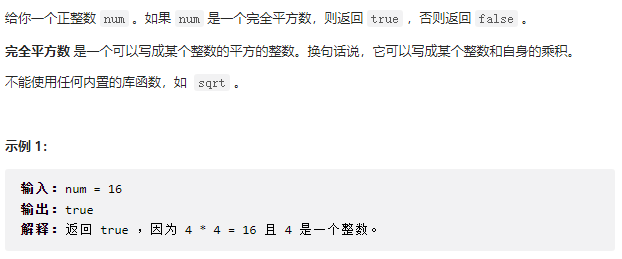 给你一个正整数 num 。如果 num 是一个完全平方数，则返回 true ，否则返回 false 。
完全平方数 是一个可以写成某个整数的平方的整数。换句话说，它可以写成某个整数和自身的乘积。
不能使用任何内置的库函数，如 sqrt 。
示例 1：
输入：num = 16
输出：true
解释：返回 true ，因为 4 * 4 = 16 且 4 是一个整数。